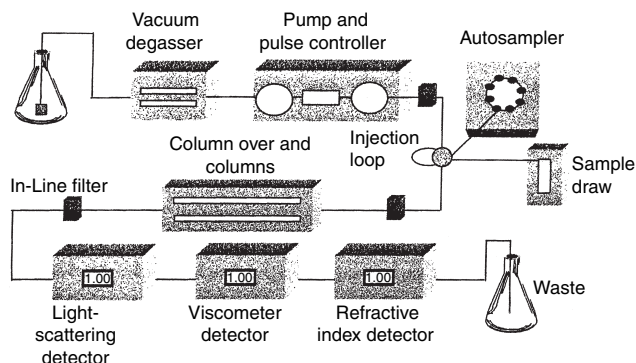 Vacuum
degasser
Pump and
pulse controller
Autosampler
Injection
loop
Sample
draw
Column over and
columns
In-Line filter
1.00
1.00
1.00
Light-
scattering
detector
Viscometer
detector
Refractive
index detector
Waste